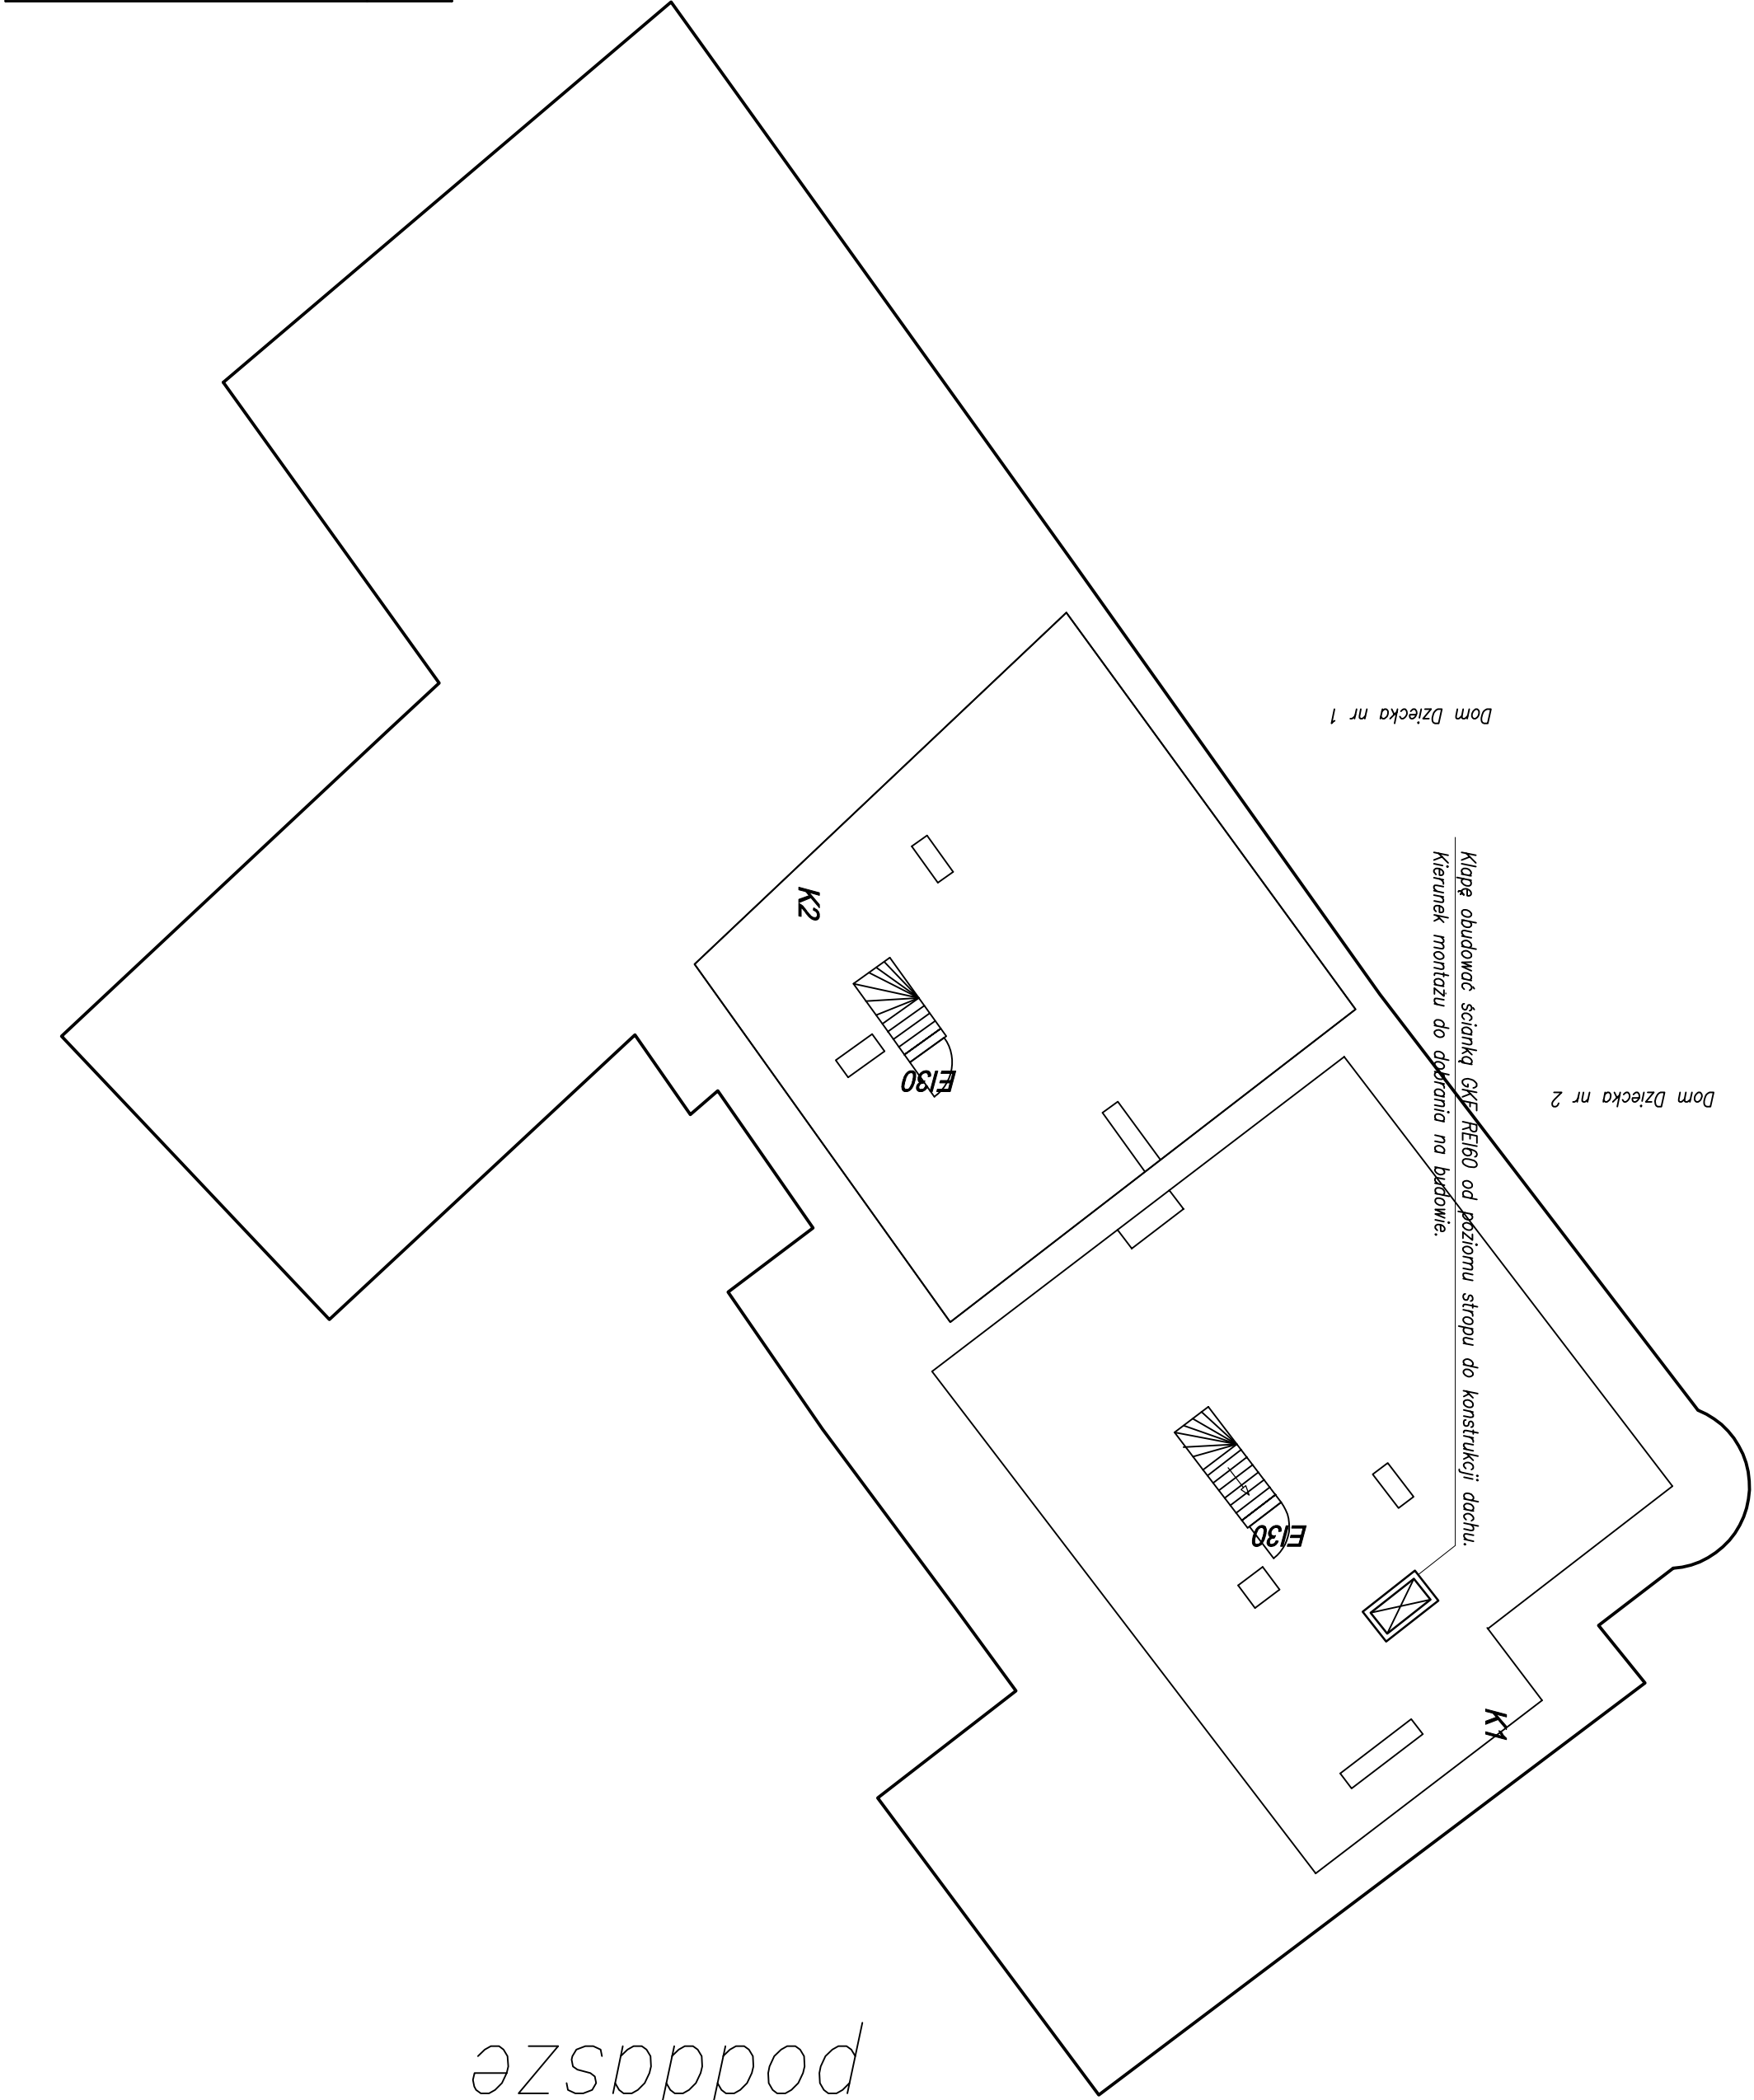 poddasze
K1
EI30
Dom Dziecka nr 2
EI30
K2
Dom Dziecka nr 1
Klapę obudować ścianką GKF REI60 od poziomu stropu do konstrukcji dachu.
Kierunek montażu do dobrania na budowie.